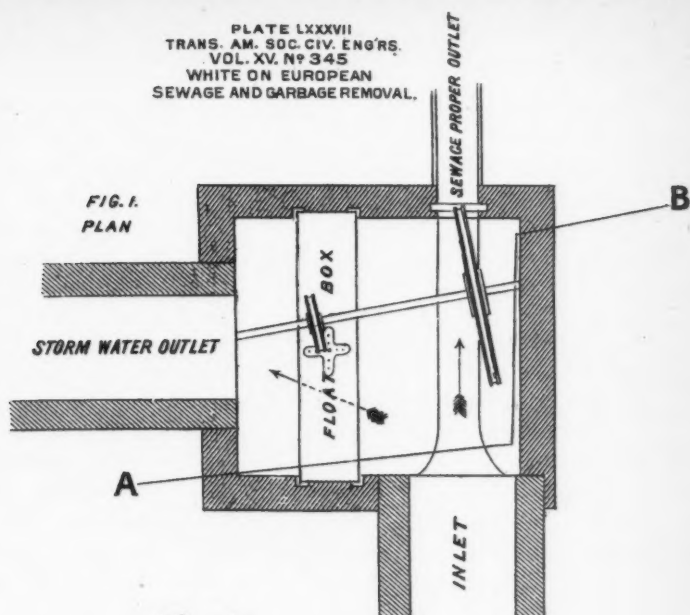 PLATE LXXXVII
TRANS. AM. SOC. CIV. ENG'RS.
VOL. XV. Nº 345
WHITE ON EUROPEAN
SEWAGE AND GARBAGE REMOVAL.
FIG. 1.
PLAN
SEWAGE PROPER OUTLET
B
STORM WATER OUTLET
FLOAT BOX
A
INLET